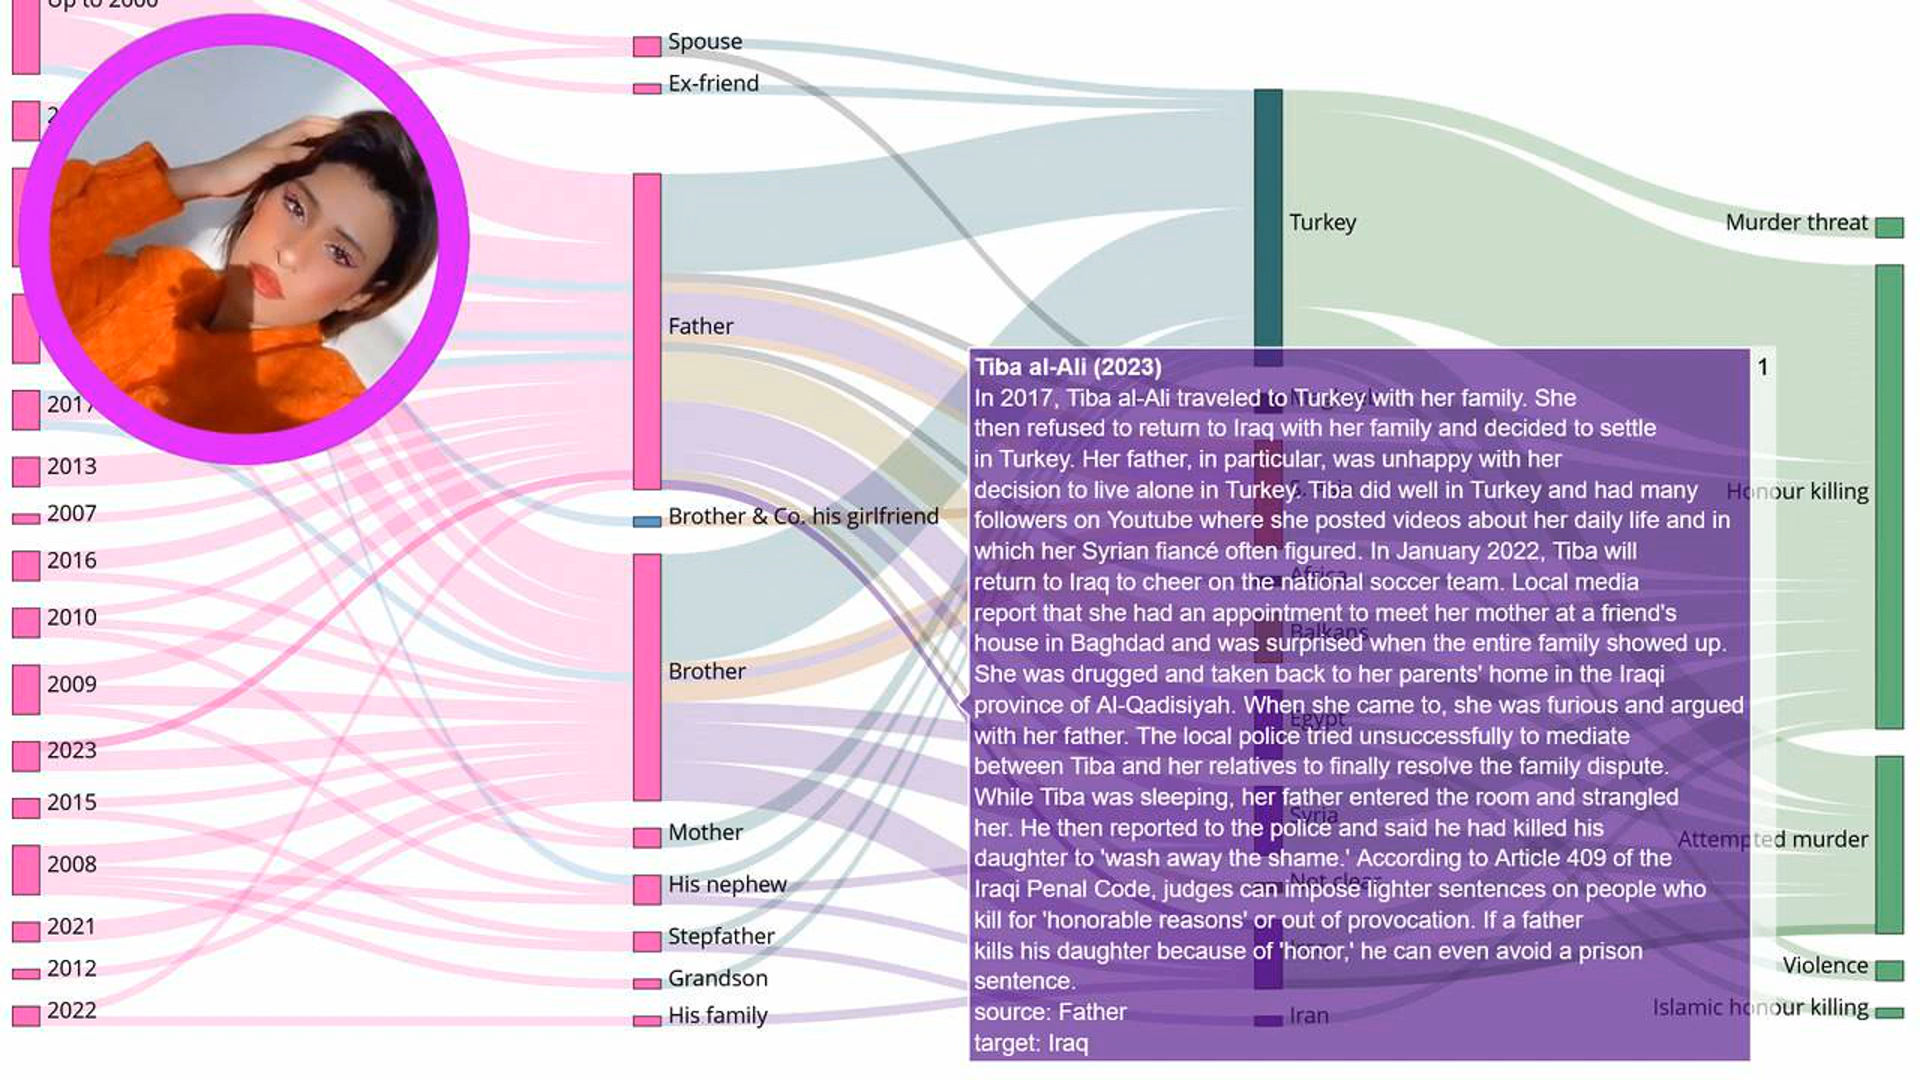 Up to 2000
2017
2013
2007
2016
2010
2009
2023
2015
2008
2021
2012
2022
Spouse
Ex-friend
Father
Brother & Co. his girlfriend
Brother
Mother
His nephew
Stepfather
Grandson
His family
Turkey
Africa
Balkans
Egypt
Syria
Not clear
Iraq
Iran
Murder threat
Honour killing
Attempted murder
Violence
Islamic honour killing
Tiba al-Ali (2023)
In 2017, Tiba al-Ali traveled to Turkey with her family. She
then refused to return to Iraq with her family and decided to settle
in Turkey. Her father, in particular, was unhappy with her
decision to live alone in Turkey. Tiba did well in Turkey and had many
followers on Youtube where she posted videos about her daily life and in
which her Syrian fiancé often figured. In January 2022, Tiba will
return to Iraq to cheer on the national soccer team. Local media
report that she had an appointment to meet her mother at a friend's
house in Baghdad and was surprised when the entire family showed up.
She was drugged and taken back to her parents' home in the Iraqi
province of Al-Qadisiyah. When she came to, she was furious and argued
with her father. The local police tried unsuccessfully to mediate
between Tiba and her relatives to finally resolve the family dispute.
While Tiba was sleeping, her father entered the room and strangled
her. He then reported to the police and said he had killed his
daughter to 'wash away the shame.' According to Article 409 of the
Iraqi Penal Code, judges can impose lighter sentences on people who
kill for 'honorable reasons' or out of provocation. If a father
kills his daughter because of 'honor,' he can even avoid a prison
sentence.
source: Father
target: Iraq
1